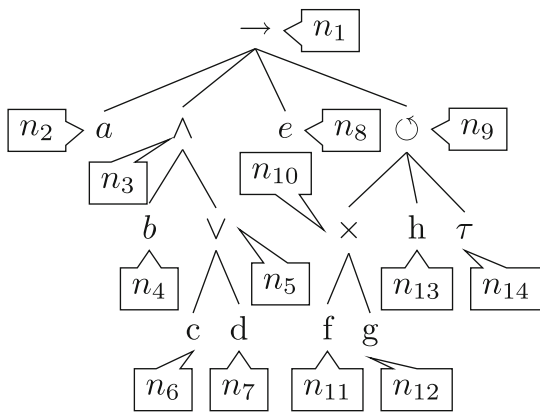 → n₁
n₂ a ∧ e n₈ ↺ n₉
n₃ n₁₀
b ∨ × h τ
n₄ n₅ n₁₃ n₁₄
c d f g
n₆ n₇ n₁₁ n₁₂